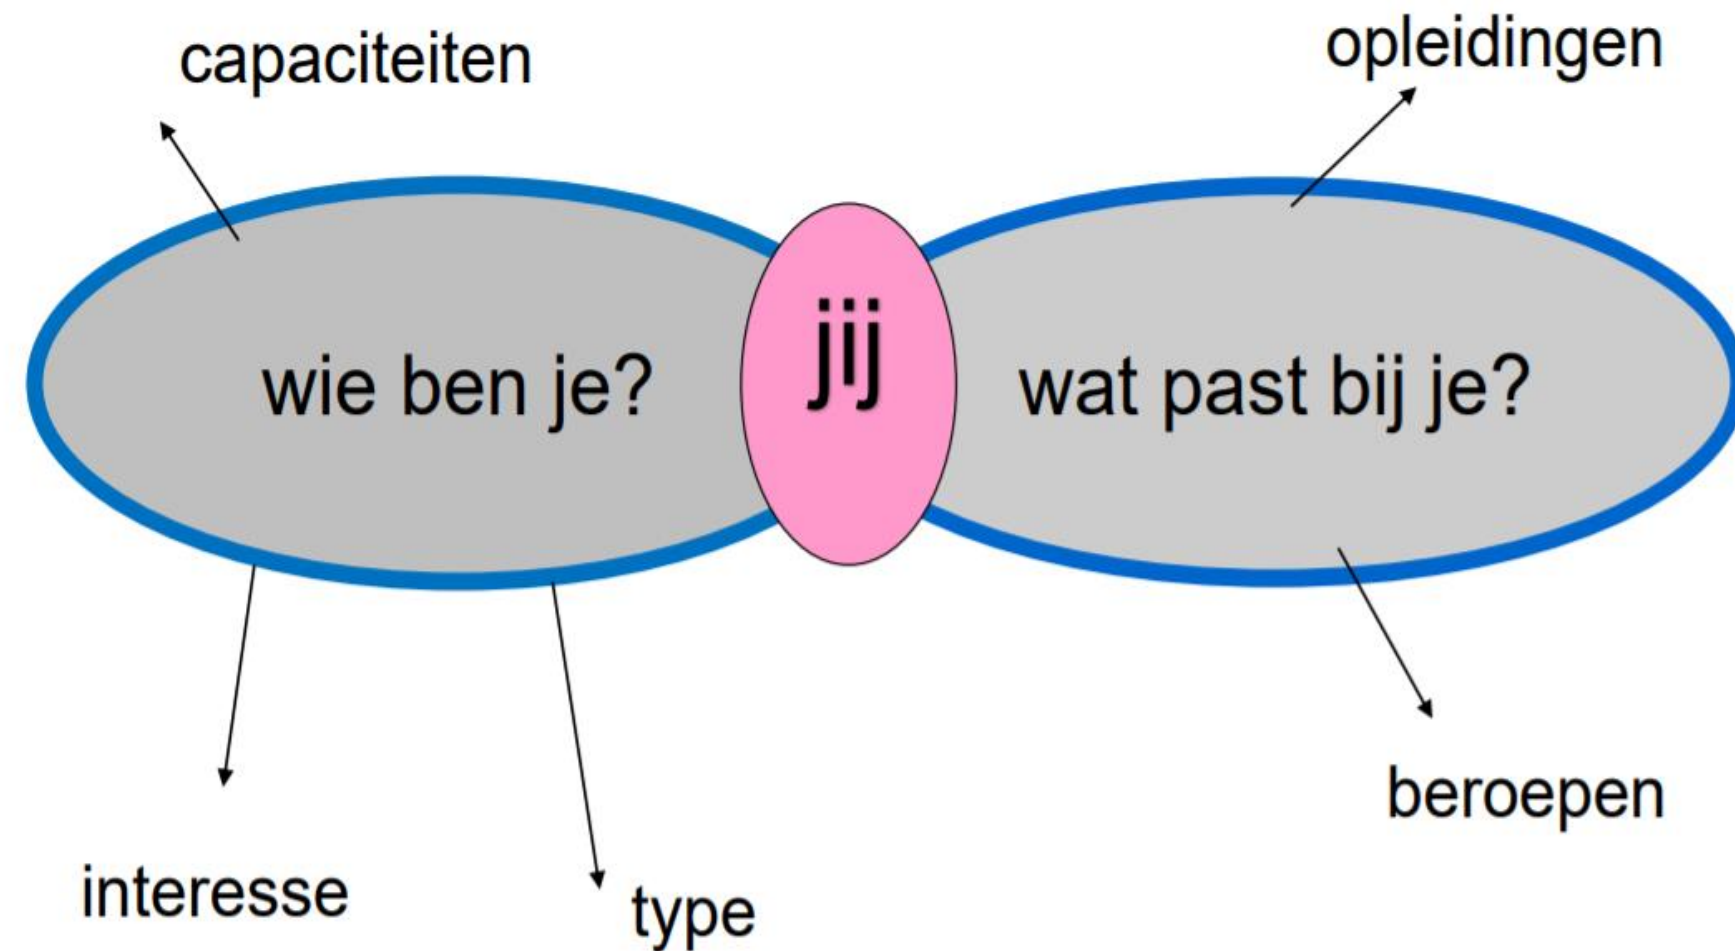 capaciteiten
opleidingen
wie ben je?
jij
wat past bij je?
beroepen
interesse
type